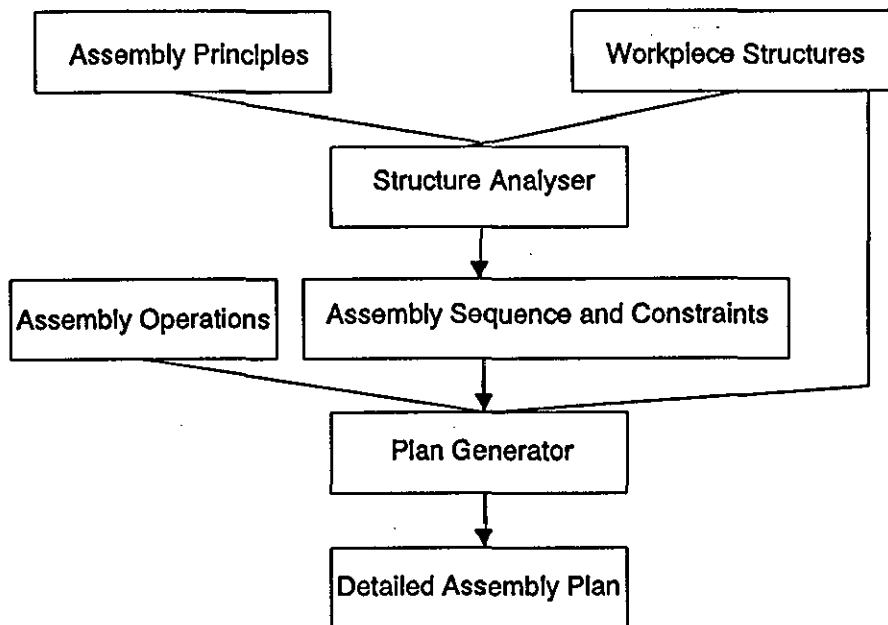 Assembly Principles
Workpiece Structures
Structure Analyser
Assembly Operations
Assembly Sequence and Constraints
Plan Generator
Detailed Assembly Plan